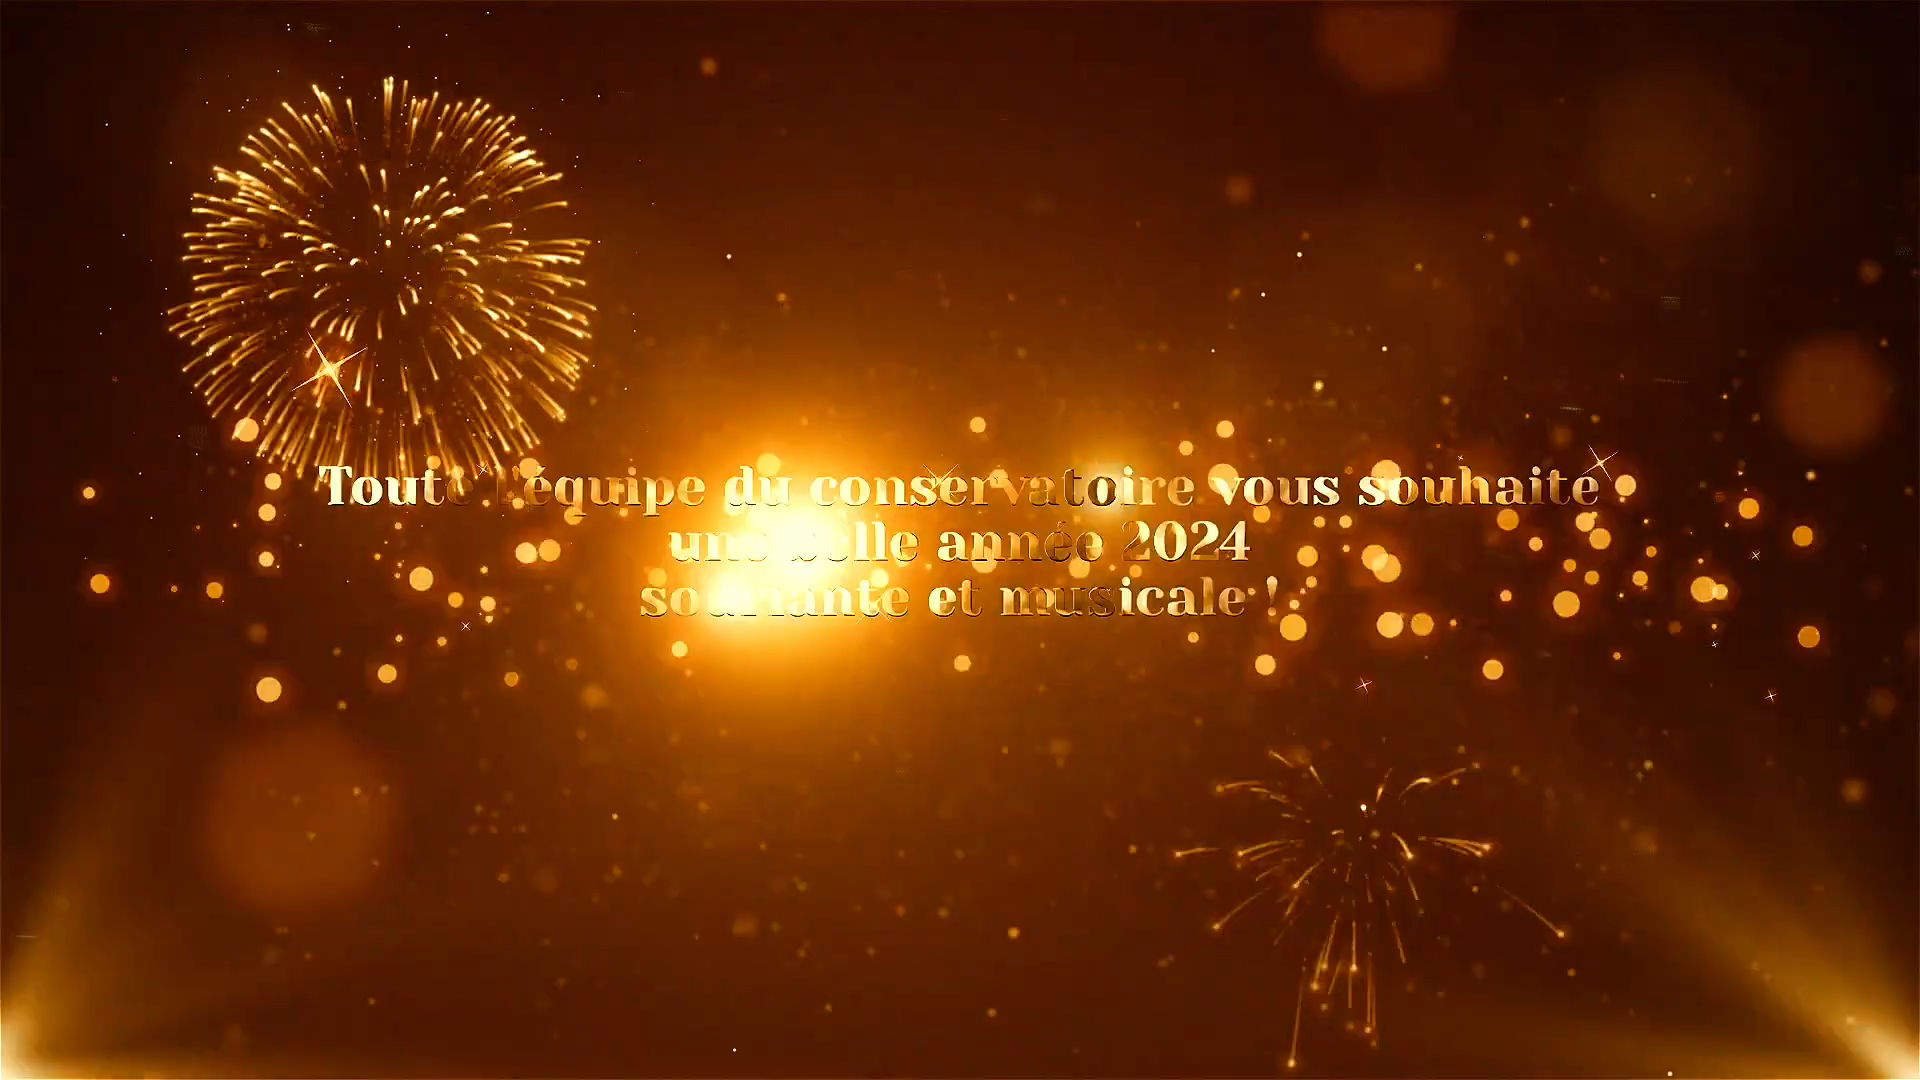 Toute l'équipe du conservatoire vous souhaite
une belle année 2024
souriante et musicale !